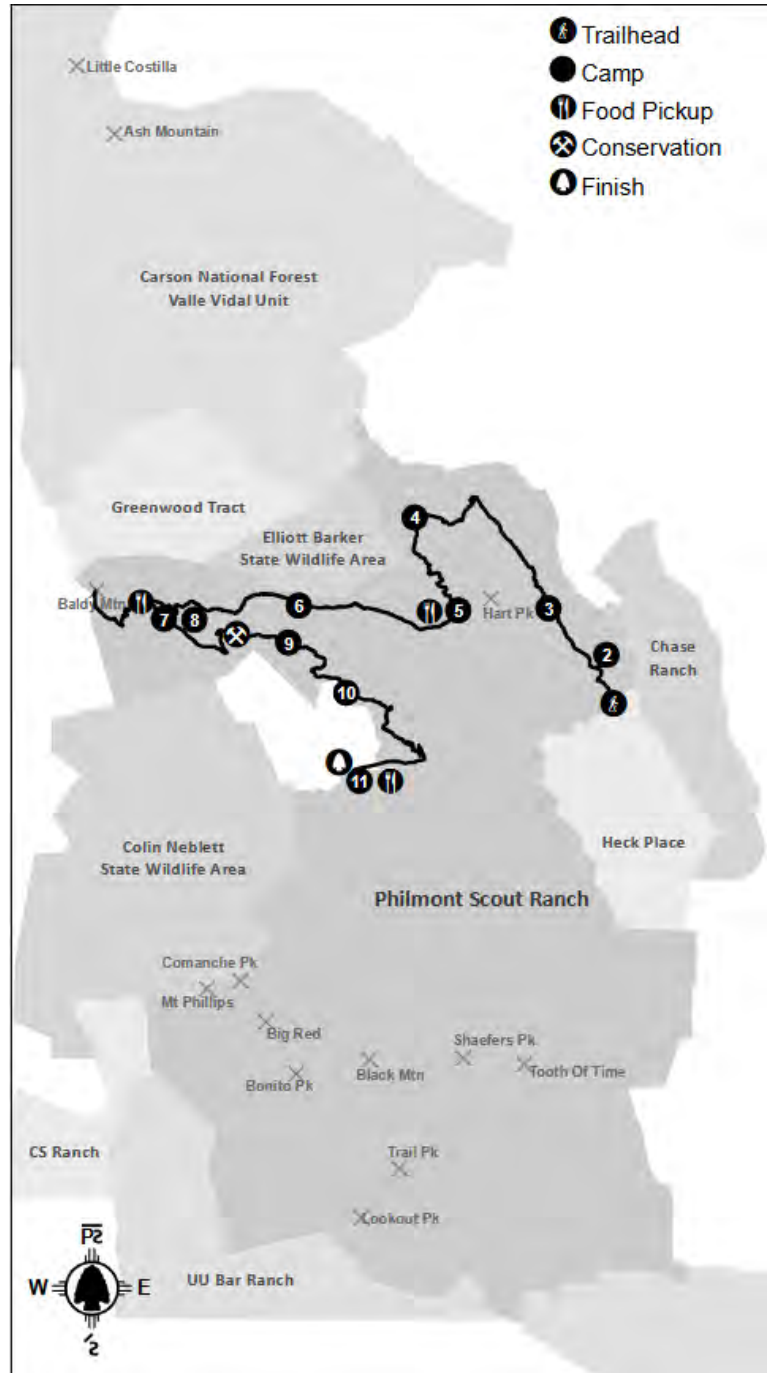 Trailhead
Camp
Food Pickup
Conservation
Finish
Little Costilla
Ash Mountain
Carson National Forest
Valle Vidal Unit
Greenwood Tract
Elliott Barker
State Wildlife Area
4
Baldy Mtn
7
8
6
5
Hart Pk
3
2
Chase
Ranch
9
10
11
Heck Place
Colin Neblett
State Wildlife Area
Philmont Scout Ranch
Comanche Pk
Mt Phillips
Big Red
Bonito Pk
Black Mtn
Shaefers Pk
Tooth Of Time
CS Ranch
Trail Pk
Lookout Pk
UU Bar Ranch
W
E